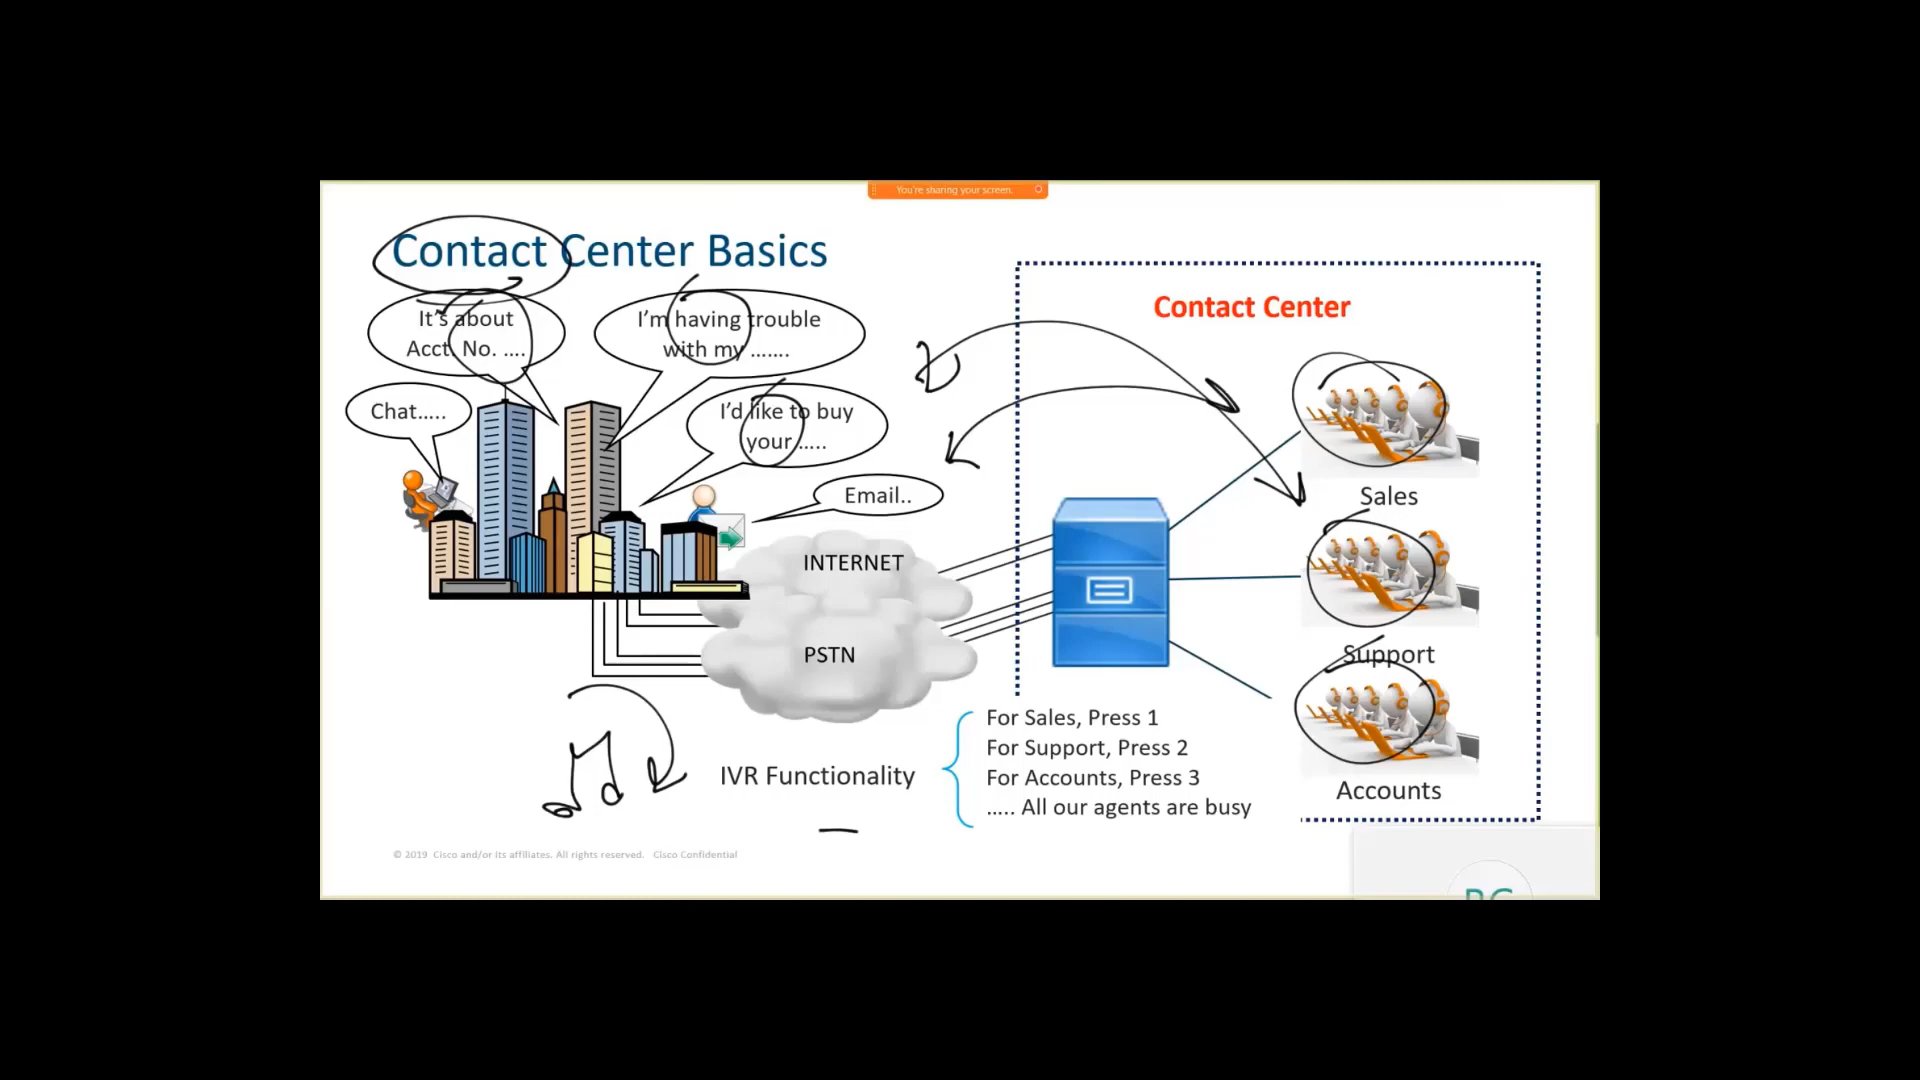 You're sharing your screen.
Contact Center Basics
It's about
Acct. No. ....
I'm having trouble
with my .......
Chat.....
I'd like to buy
your .....
Email..
INTERNET
PSTN
Contact Center
Sales
Support
Accounts
IVR Functionality
For Sales, Press 1
For Support, Press 2
For Accounts, Press 3
..... All our agents are busy
© 2019 Cisco and/or its affiliates. All rights reserved. Cisco Confidential